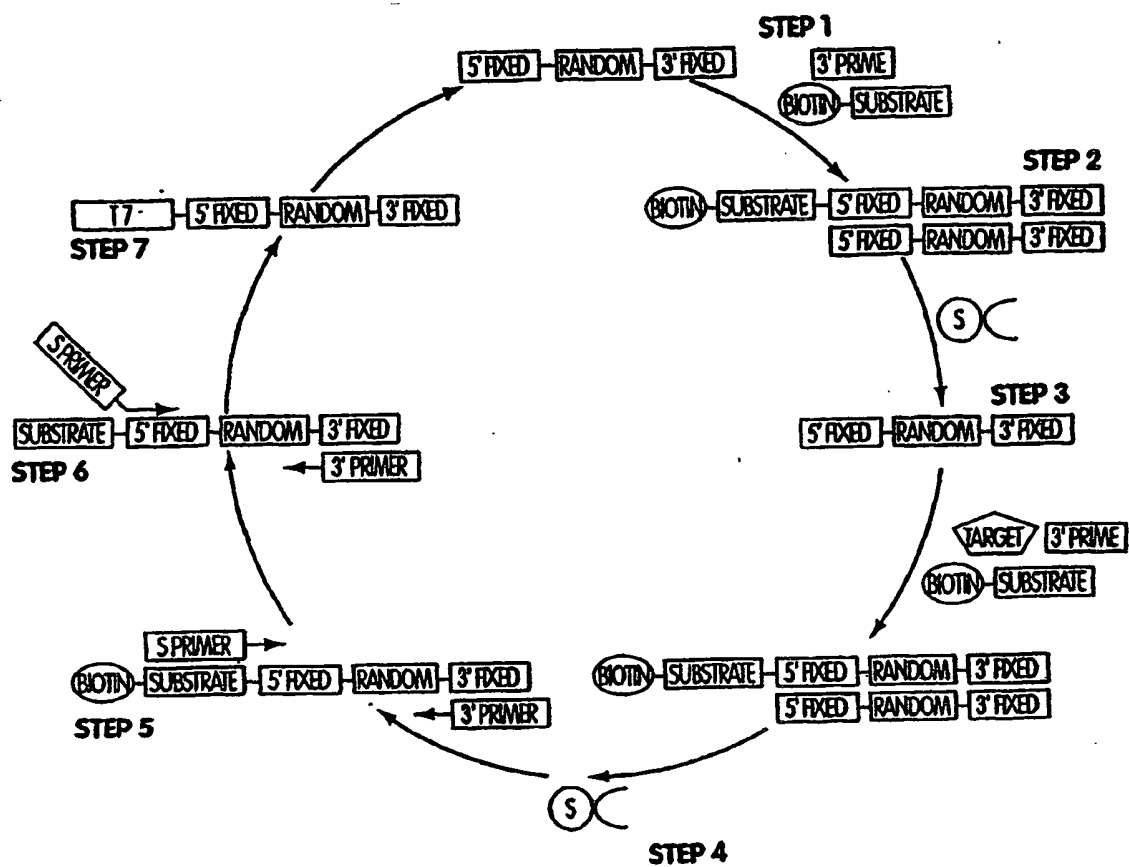 STEP 1
5' FIXED RANDOM 3' FIXED
3' PRIME
BIOTIN SUBSTRATE
STEP 2
BIOTIN SUBSTRATE 5' FIXED RANDOM 3' FIXED
5' FIXED RANDOM 3' FIXED
S
STEP 3
5' FIXED RANDOM 3' FIXED
TARGET 3' PRIME
BIOTIN SUBSTRATE
BIOTIN SUBSTRATE 5' FIXED RANDOM 3' FIXED
5' FIXED RANDOM 3' FIXED
S
STEP 4
S PRIMER
BIOTIN SUBSTRATE 5' FIXED RANDOM 3' FIXED
3' PRIMER
STEP 5
S PRIMER
SUBSTRATE 5' FIXED RANDOM 3' FIXED
3' PRIMER
STEP 6
T7 5' FIXED RANDOM 3' FIXED
STEP 7